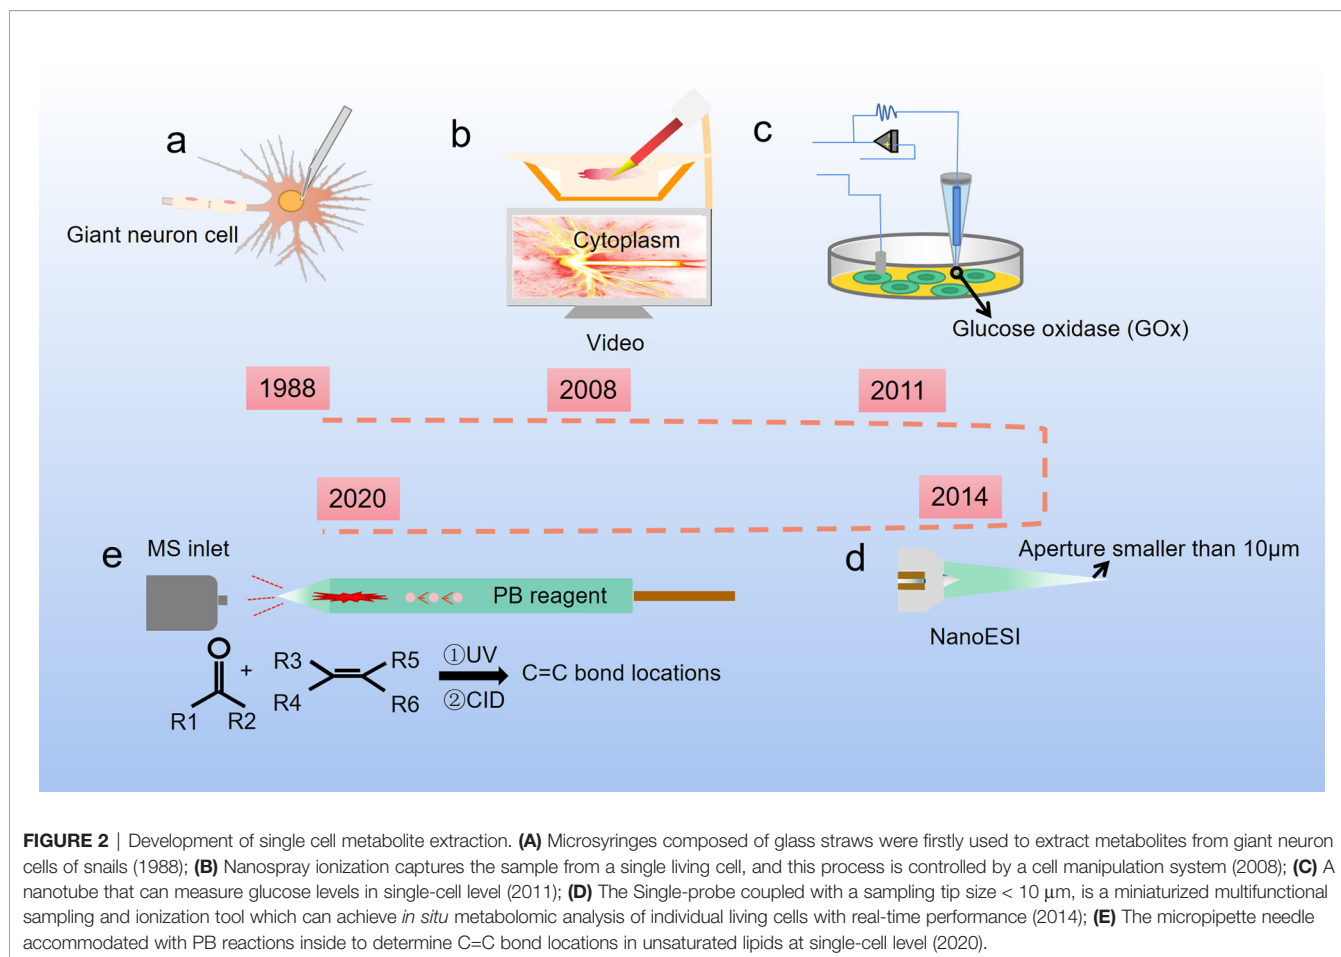 a
Giant neuron cell
b
Cytoplasm
Video
c
Glucose oxidase (GOx)
1988
2008
2011
2020
2014
e
MS inlet
PB reagent
d
Aperture smaller than 10μm
NanoESI
O
+
R1
R2
R3
R4
R5
R6
①UV
②CID
C=C bond locations
FIGURE 2 | Development of single cell metabolite extraction. (A) Microsyringes composed of glass straws were firstly used to extract metabolites from giant neuron
cells of snails (1988); (B) Nanospray ionization captures the sample from a single living cell, and this process is controlled by a cell manipulation system (2008); (C) A
nanotube that can measure glucose levels in single-cell level (2011); (D) The Single-probe coupled with a sampling tip size < 10 μm, is a miniaturized multifunctional
sampling and ionization tool which can achieve in situ metabolomic analysis of individual living cells with real-time performance (2014); (E) The micropipette needle
accommodated with PB reactions inside to determine C=C bond locations in unsaturated lipids at single-cell level (2020).